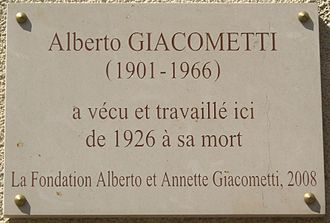 Alberto GIACOMETTI
(1901-1966)
a vécu et travaillé ici
de 1926 à sa mort
La Fondation Alberto et Annette Giacometti, 2008